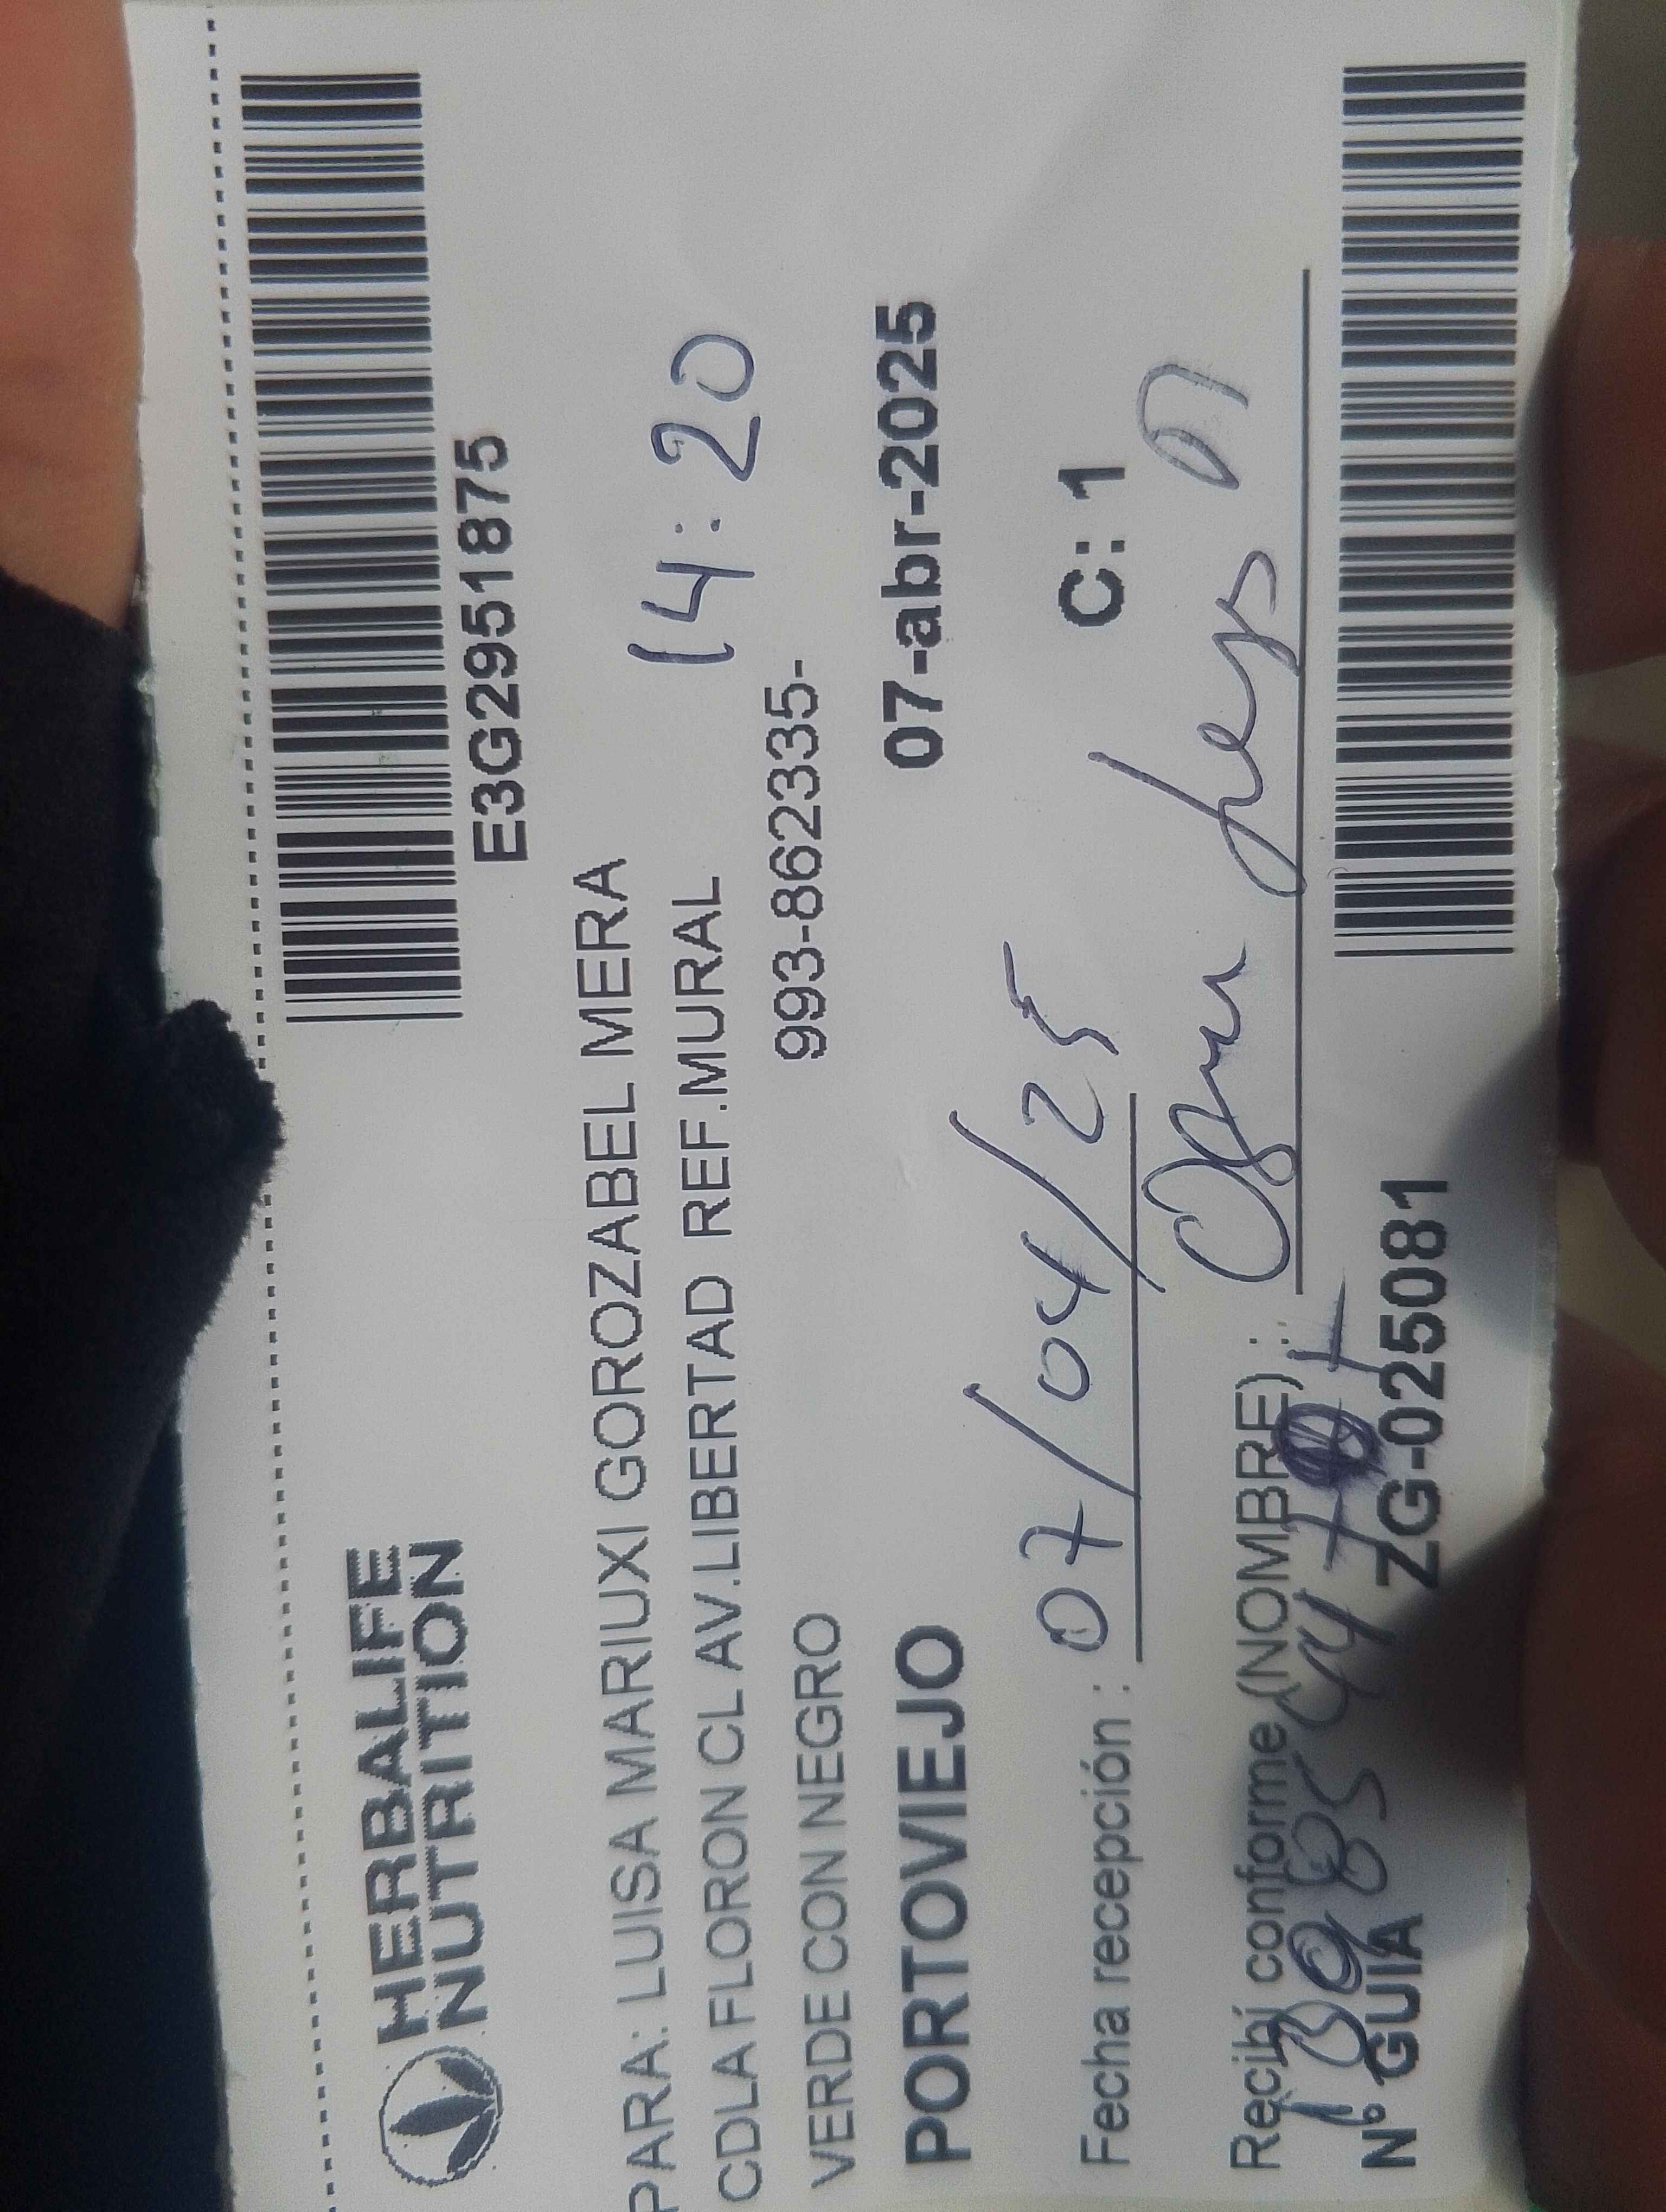 HERBALIFE
NUTRITION
E3G2951875
PARA: LUISA MARIUXI GOROZABEL MERA
14:20
CDLA FLORON CL AV.LIBERTAD REF.MURAL
VERDE CON NEGRO
993-862335-
PORTOVIEJO
07-abr-2025
Fecha recepción : 07/04/25
C: 1
Recibí conforme (NOMBRE) :
Nº GUIA ZG-025081